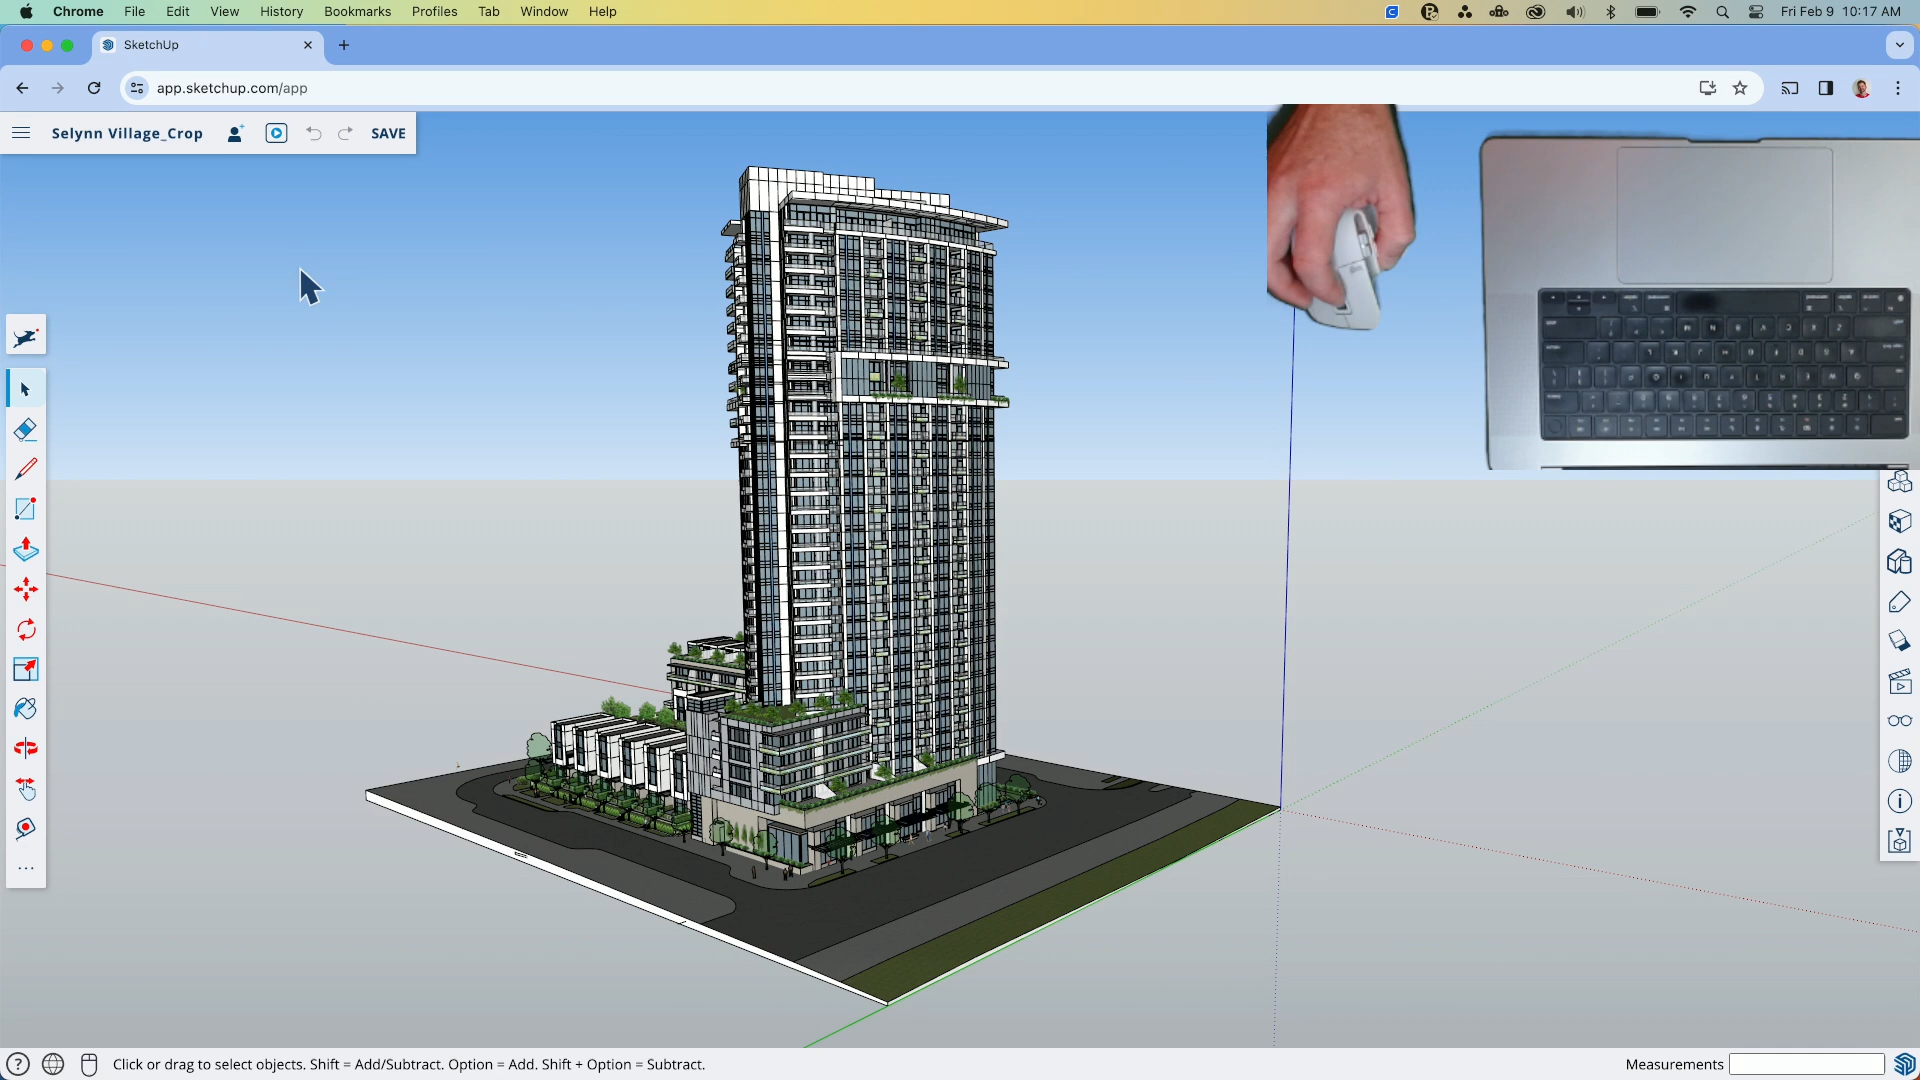 Chrome File Edit View History Bookmarks Profiles Tab Window Help
Fri Feb 9 10:17 AM
SketchUp
app.sketchup.com/app
Selynn Village_Crop
SAVE
Click or drag to select objects. Shift = Add/Subtract. Option = Add. Shift + Option = Subtract.
Measurements